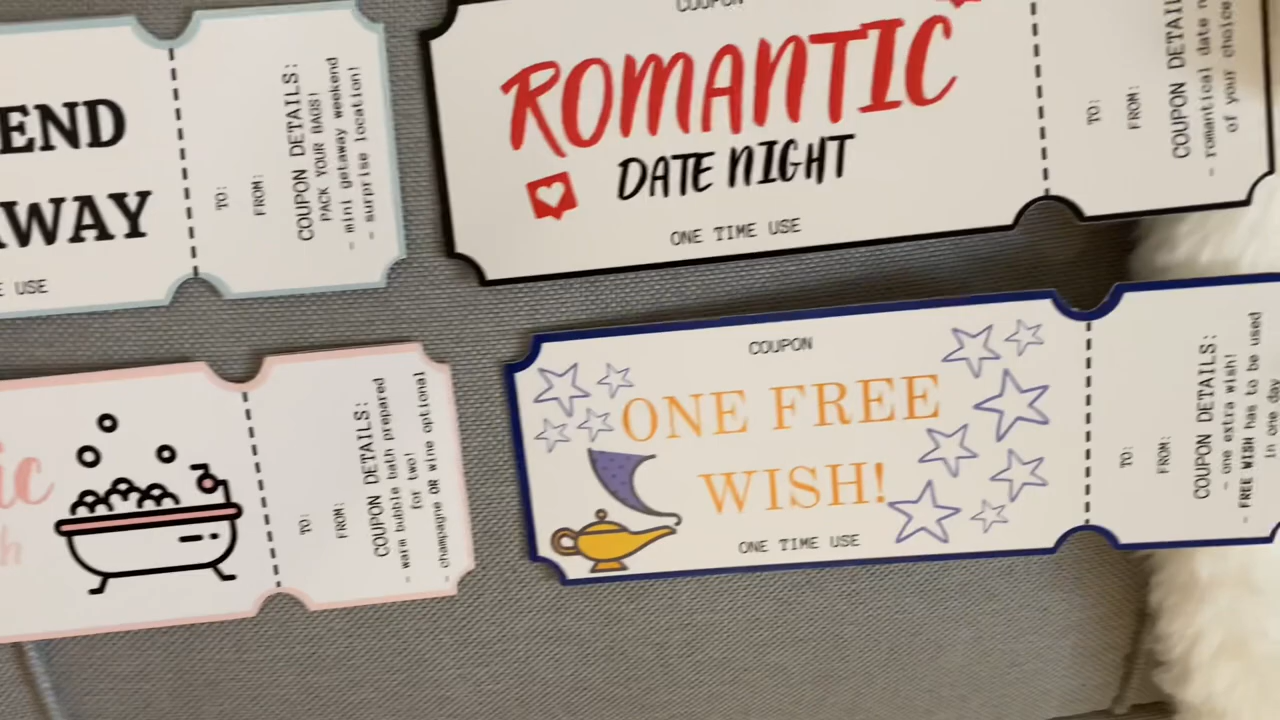 END
WAY
USE
TO:
FROM:
COUPON DETAILS:
PACK YOUR BAGS!
- mini getaway weekend
- surprise location!
COUPON
ROMANTIC
DATE NIGHT
ONE TIME USE
TO:
FROM:
COUPON DETAIL
- romantical date n
of your choice
ic
h
TO:
FROM:
COUPON DETAILS:
- warm bubble bath prepared
for two!
- champagne OR wine optional
COUPON
ONE FREE
WISH!
ONE TIME USE
TO:
FROM:
COUPON DETAILS:
- one extra wish!
- FREE WISH has to be used
in one day